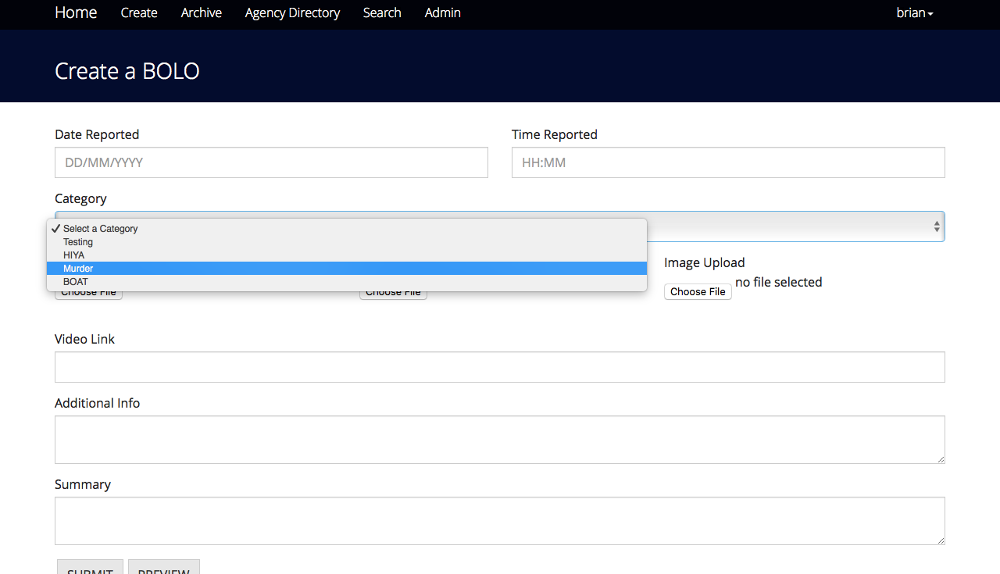 Home Create Archive Agency Directory Search Admin brian
Create a BOLO
Date Reported Time Reported
DD/MM/YYYY HH:MM
Category
Select a Category
Testing
HIYA
Murder
BOAT
Image Upload
no file selected
Choose File Choose File Choose File
Video Link
Additional Info
Summary
SUBMIT PREVIEW